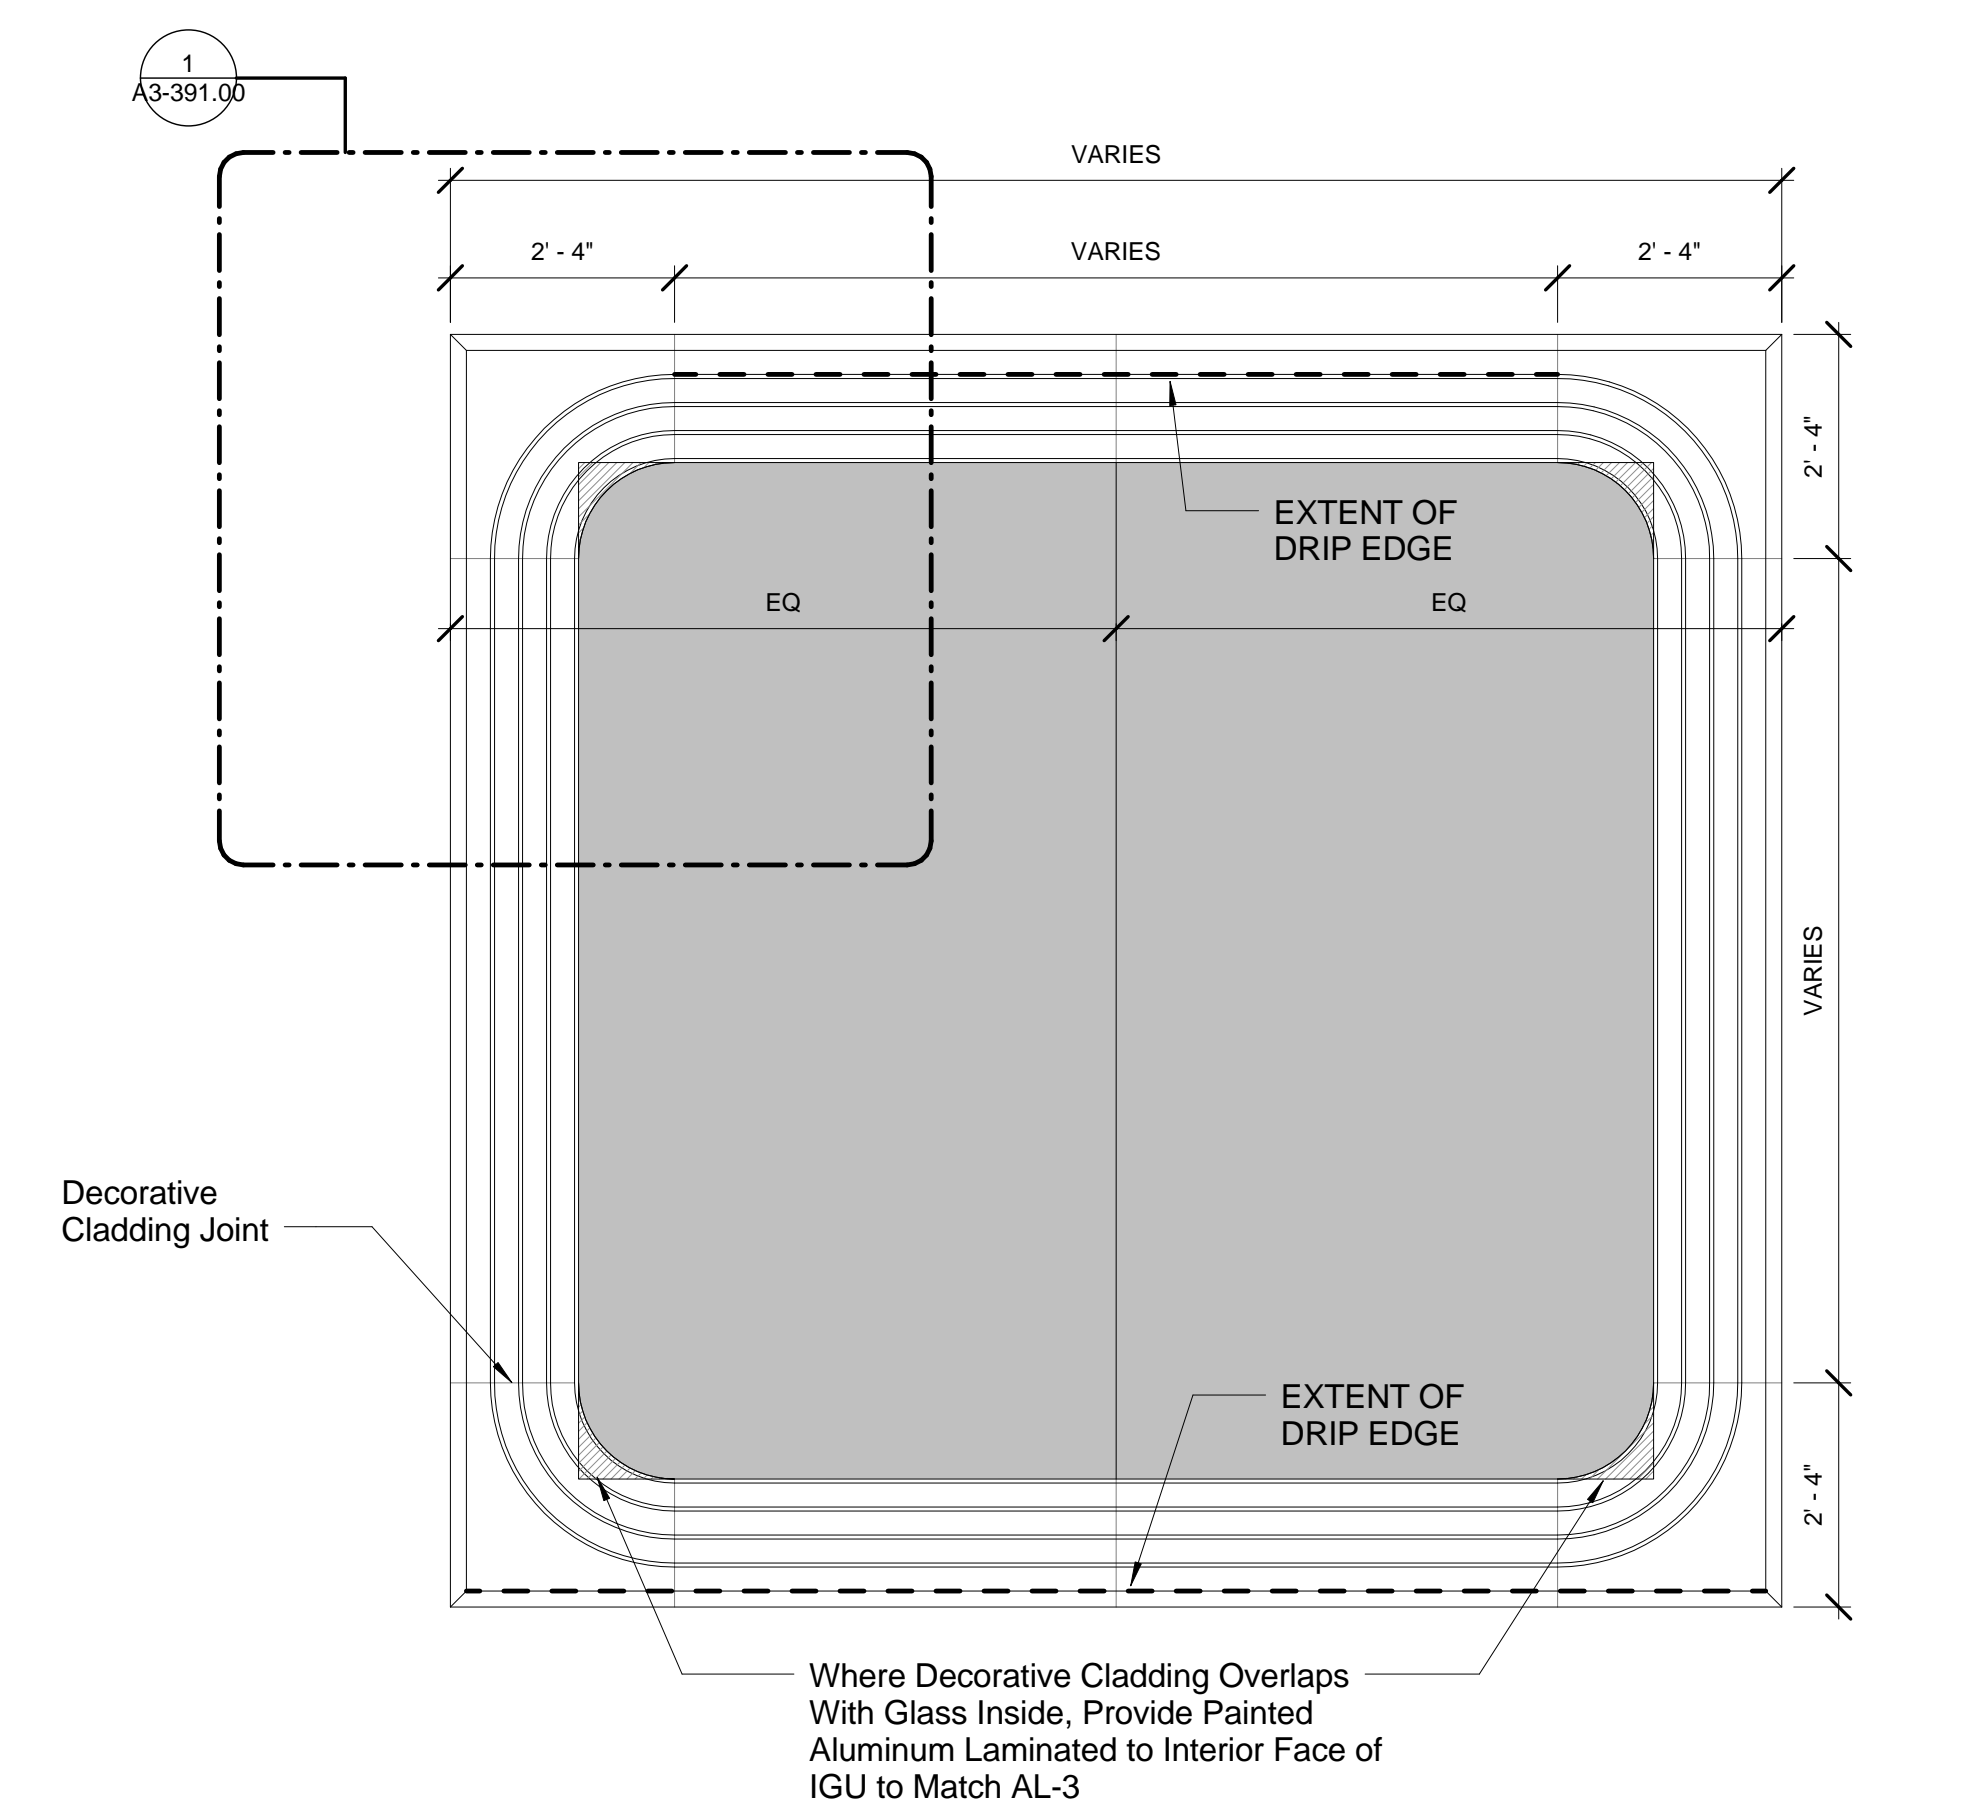 1
A3-391.00
VARIES
2' - 4"
VARIES
2' - 4"
2' - 4"
EXTENT OF
DRIP EDGE
EQ
EQ
VARIES
Decorative
Cladding Joint
EXTENT OF
DRIP EDGE
2' - 4"
Where Decorative Cladding Overlaps
With Glass Inside, Provide Painted
Aluminum Laminated to Interior Face of
IGU to Match AL-3